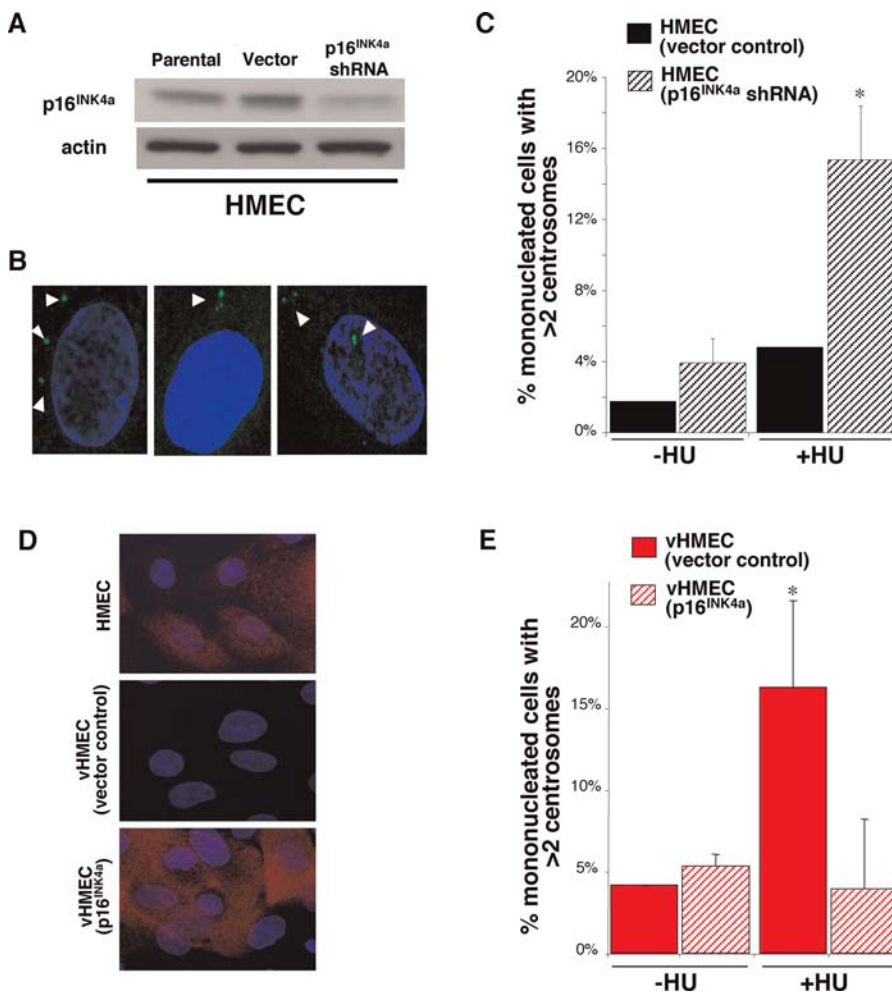 A
Parental Vector p16INK4a shRNA
p16INK4a
actin
HMEC
B
C
HMEC
(vector control)
HMEC
(p16INK4a shRNA)
% mononucleated cells with
>2 centrosomes
20%
16%
12%
8%
4%
0%
*
-HU
+HU
D
HMEC
vHMEC
(vector control)
vHMEC
(p16INK4a)
E
vHMEC
(vector control)
vHMEC
(p16INK4a)
% mononucleated cells with
>2 centrosomes
20%
15%
10%
5%
0%
*
-HU
+HU